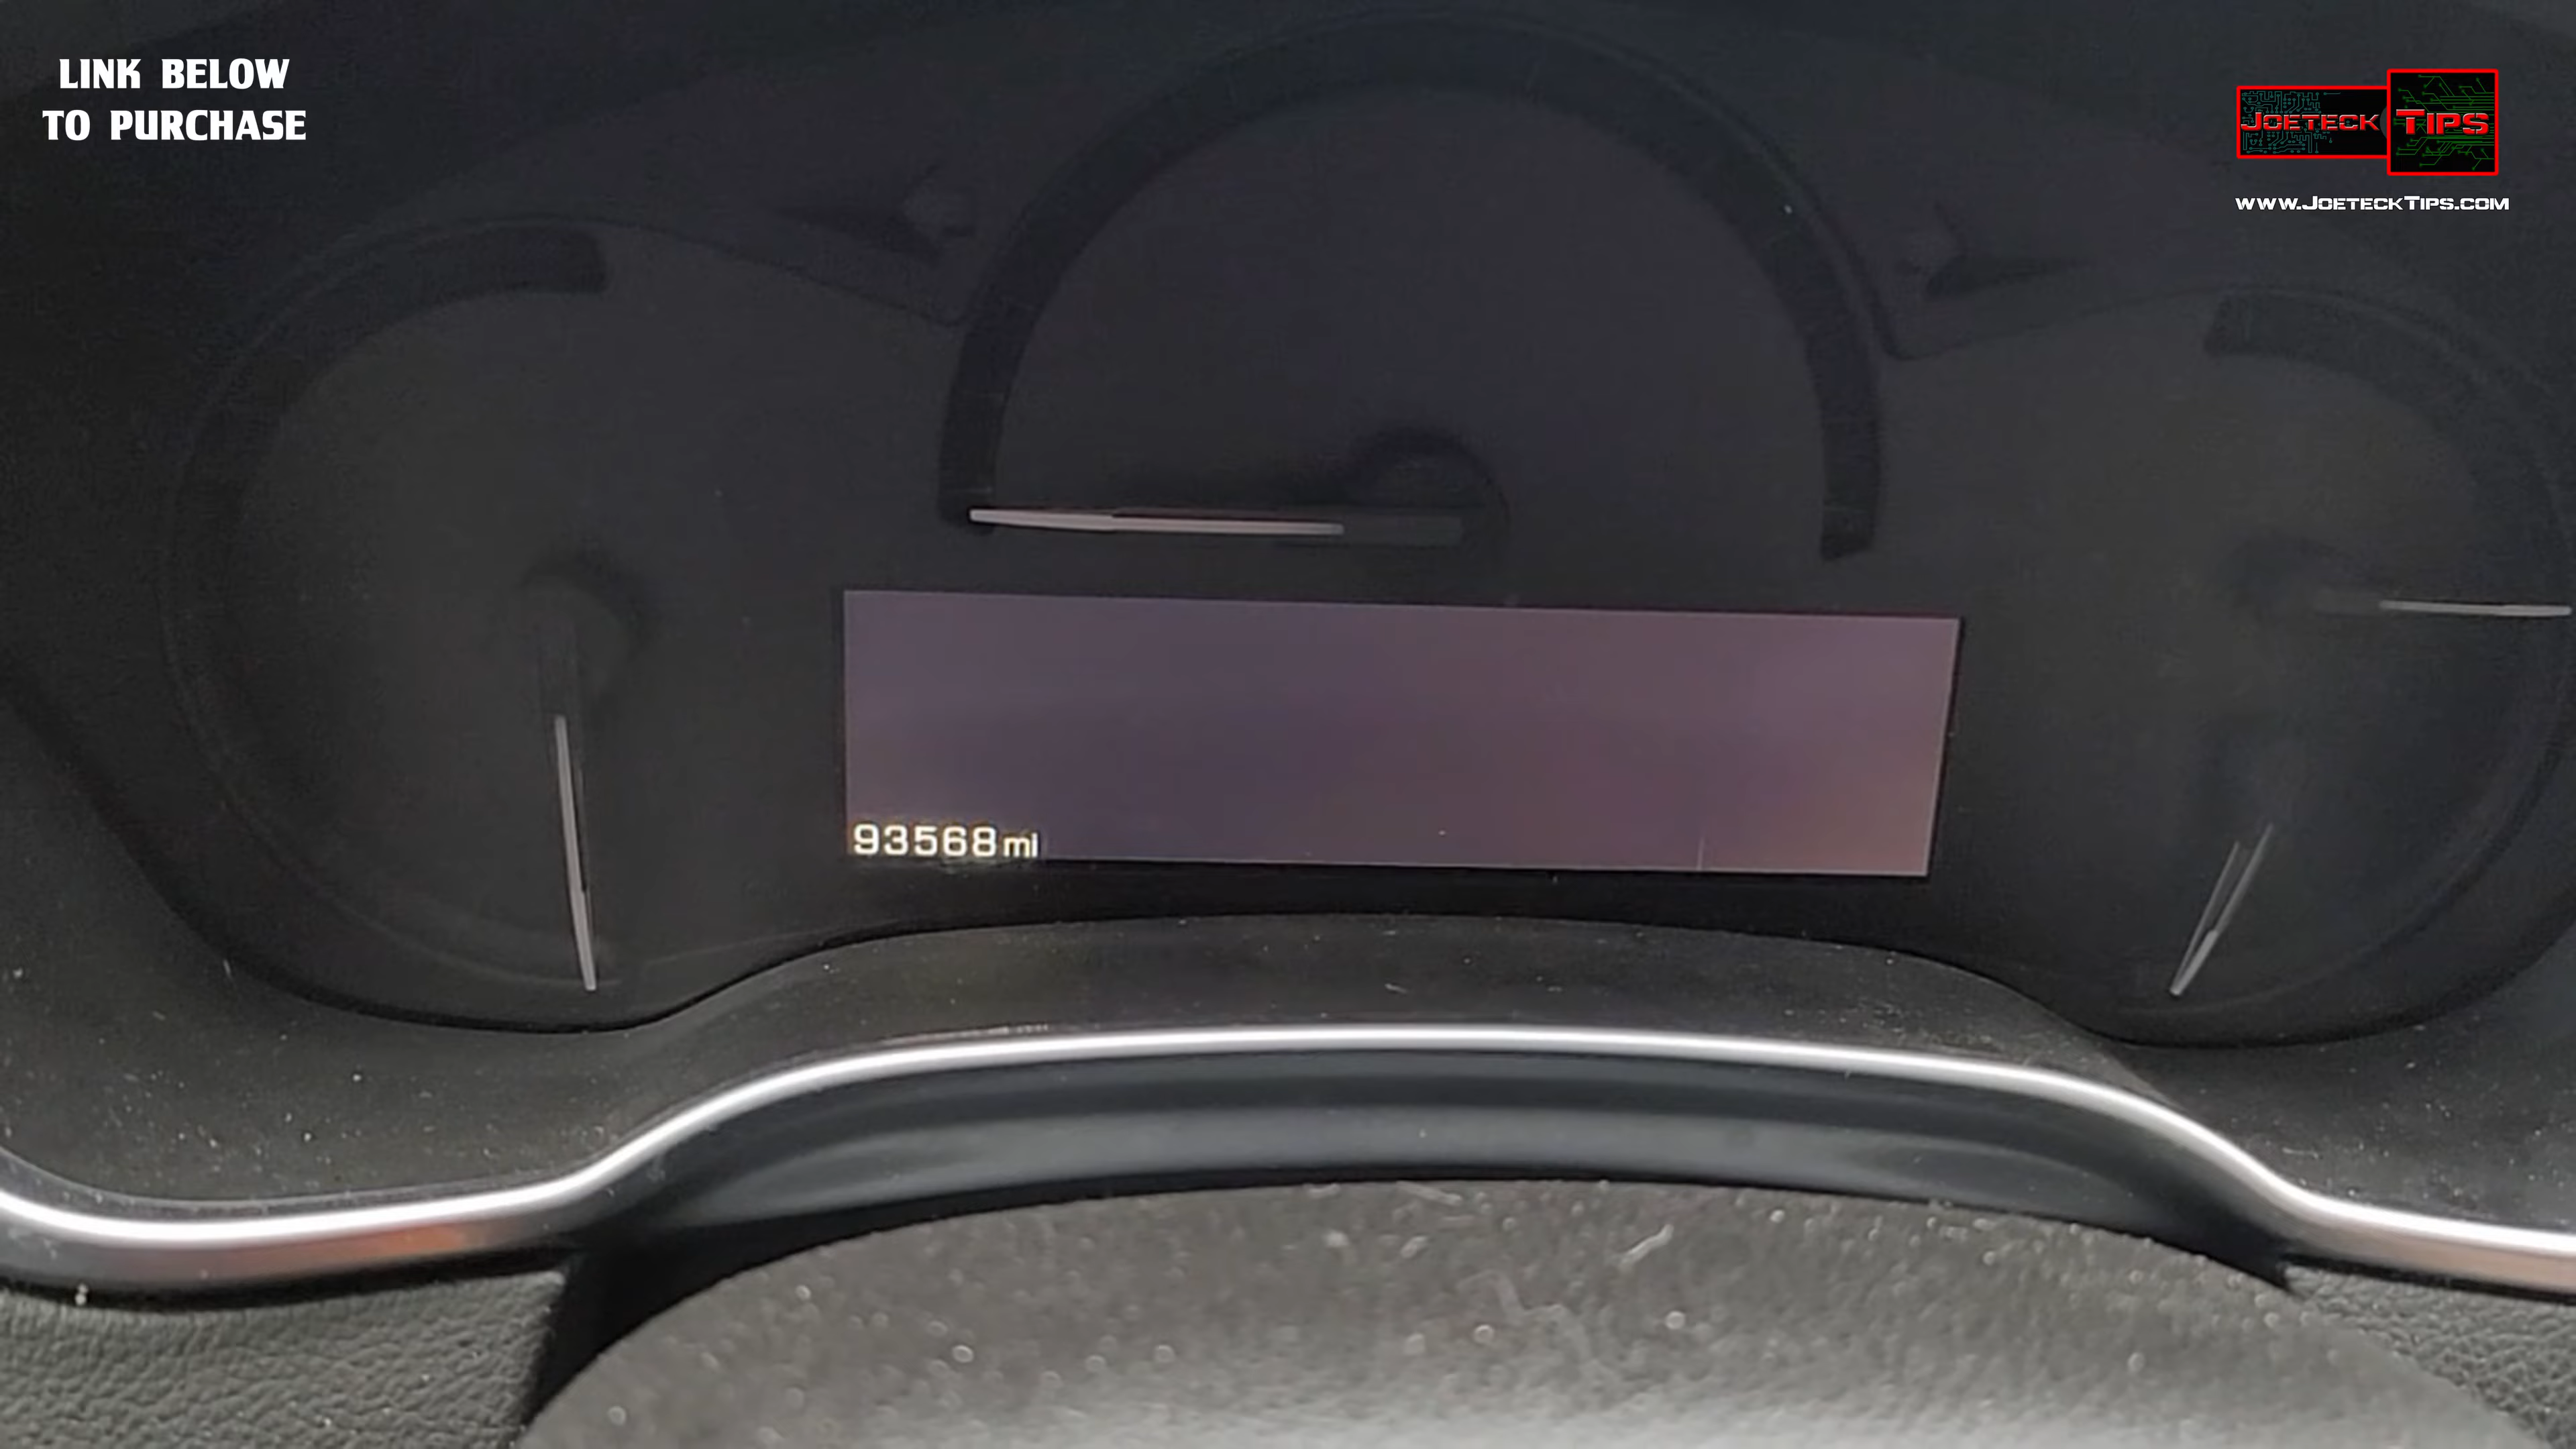 LINK BELOW
TO PURCHASE
JOETECK TIPS
WWW.JOETECKTIPS.COM
93568 mi